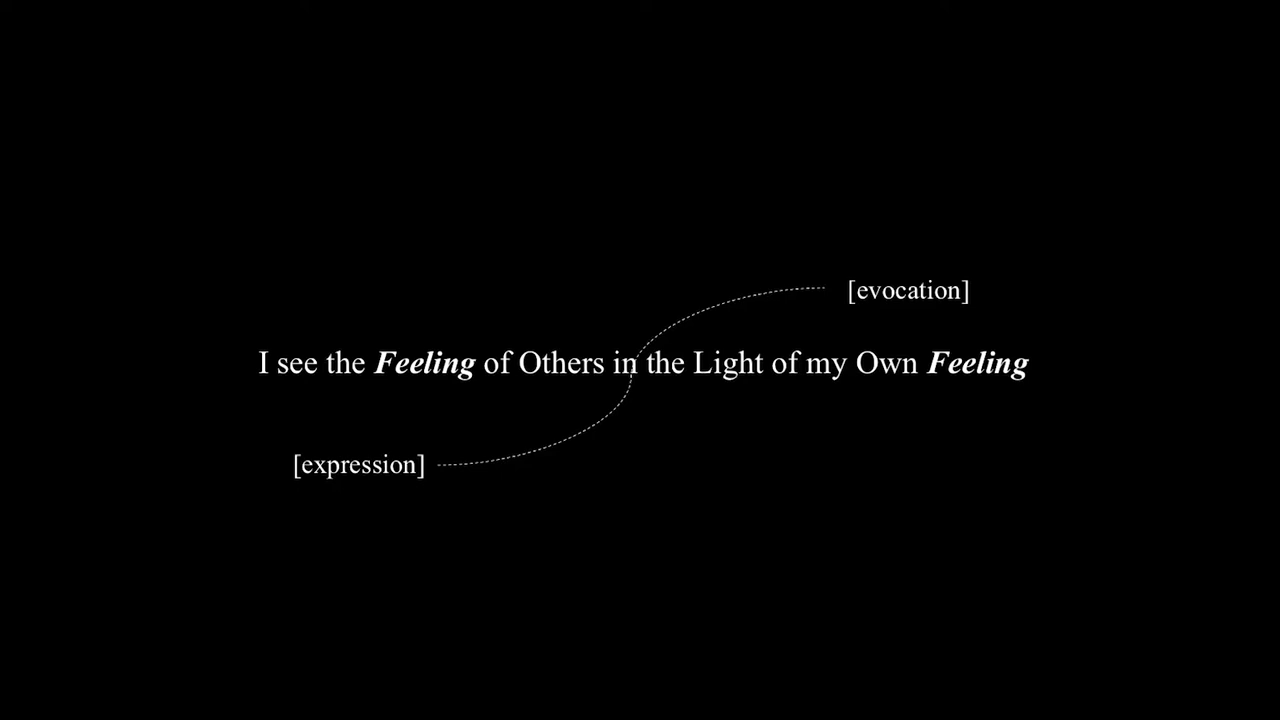 [evocation]
I see the Feeling of Others in the Light of my Own Feeling
[expression]